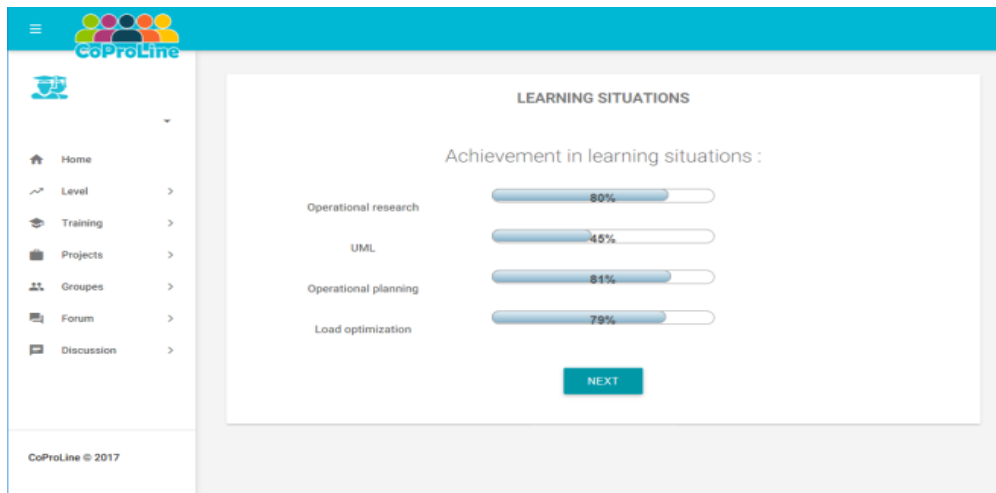 CoProLine
LEARNING SITUATIONS
Achievement in learning situations :
Home
Level
Training
Projects
Groupes
Forum
Discussion
Operational research
80%
UML
45%
Operational planning
81%
Load optimization
79%
NEXT
CoProLine © 2017